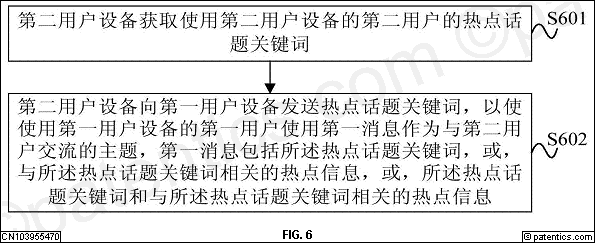 第二用户设备获取使用第二用户设备的第二用户的热点话
题关键词
S601
第二用户设备向第一用户设备发送热点话题关键词，以使
使用第一用户设备的第一用户使用第一消息作为与第二用
户交流的主题，第一消息包括所述热点话题关键词，或，
与所述热点话题关键词相关的热点信息，或，所述热点话
题关键词和与所述热点话题关键词相关的热点信息
S602
CN103955470
FIG. 6
© patentics.com